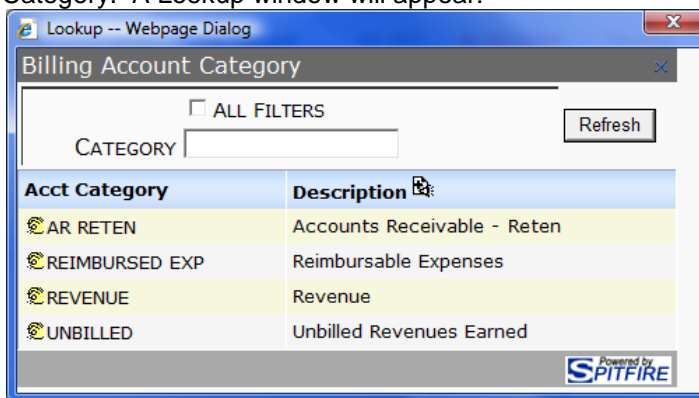 Category.  A Lookup window will appear.
Lookup -- Webpage Dialog
Billing Account Category
ALL FILTERS
Refresh
CATEGORY
Acct Category Description
AR RETEN Accounts Receivable - Reten
REIMBURSED EXP Reimbursable Expenses
REVENUE Revenue
UNBILLED Unbilled Revenues Earned
Powered by
SPITFIRE